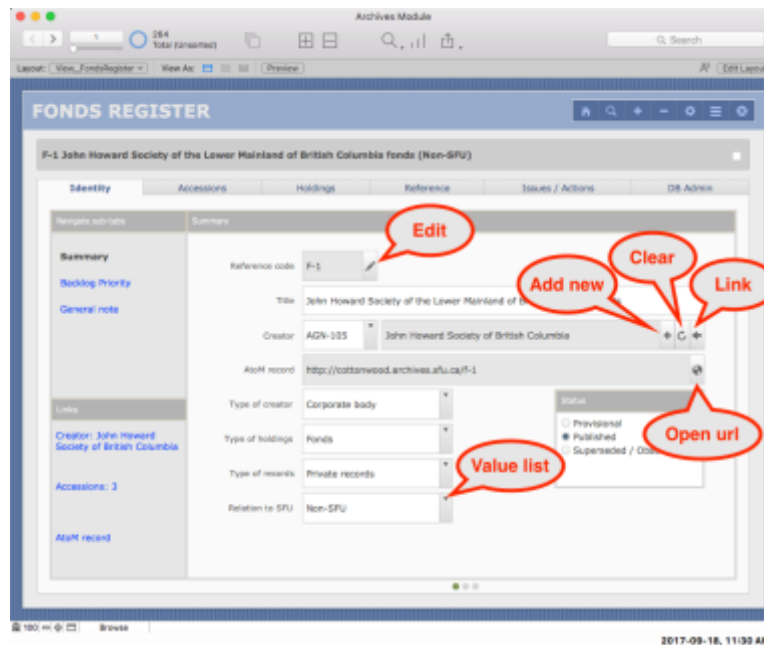 Archives Module
1
264
Total (Unsorted)
Search
Layout: View_FondsRegister View As: Preview
Edit Layou
FONDS REGISTER
F-1 John Howard Society of the Lower Mainland of British Columbia fonds (Non-SFU)
Identity Accessions Holdings Reference Issues / Actions DB Admin
Navigate sub-tabs
Summary
Summary
Backlog Priority
General note
Links
Creator: John Howard
Society of British Columbia
Accessions: 3
AtoM record
Reference code F-1
Edit
Title John Howard Society of the Lower Mainland of B
Creator AGN-105 John Howard Society of British Columbia
Add new
Clear
Link
AtoM record http://cottonwood.archives.sfu.ca/f-1
Open url
Type of creator Corporate body
Type of holdings Fonds
Type of records Private records
Relation to SFU Non-SFU
Value list
Status
Provisional
Published
Superseded / Obs
100 Browse
2017-09-18, 11:30 AM